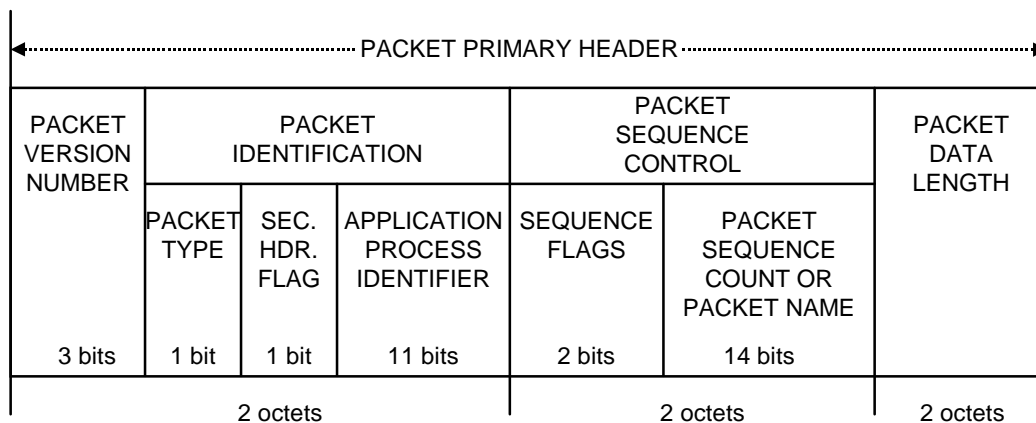 PACKET PRIMARY HEADER
PACKET
VERSION
NUMBER
PACKET
IDENTIFICATION
PACKET
SEQUENCE
CONTROL
PACKET
DATA
LENGTH
PACKET
TYPE
SEC.
HDR.
FLAG
APPLICATION
PROCESS
IDENTIFIER
SEQUENCE
FLAGS
PACKET
SEQUENCE
COUNT OR
PACKET NAME
3 bits
1 bit
1 bit
11 bits
2 bits
14 bits
2 octets
2 octets
2 octets